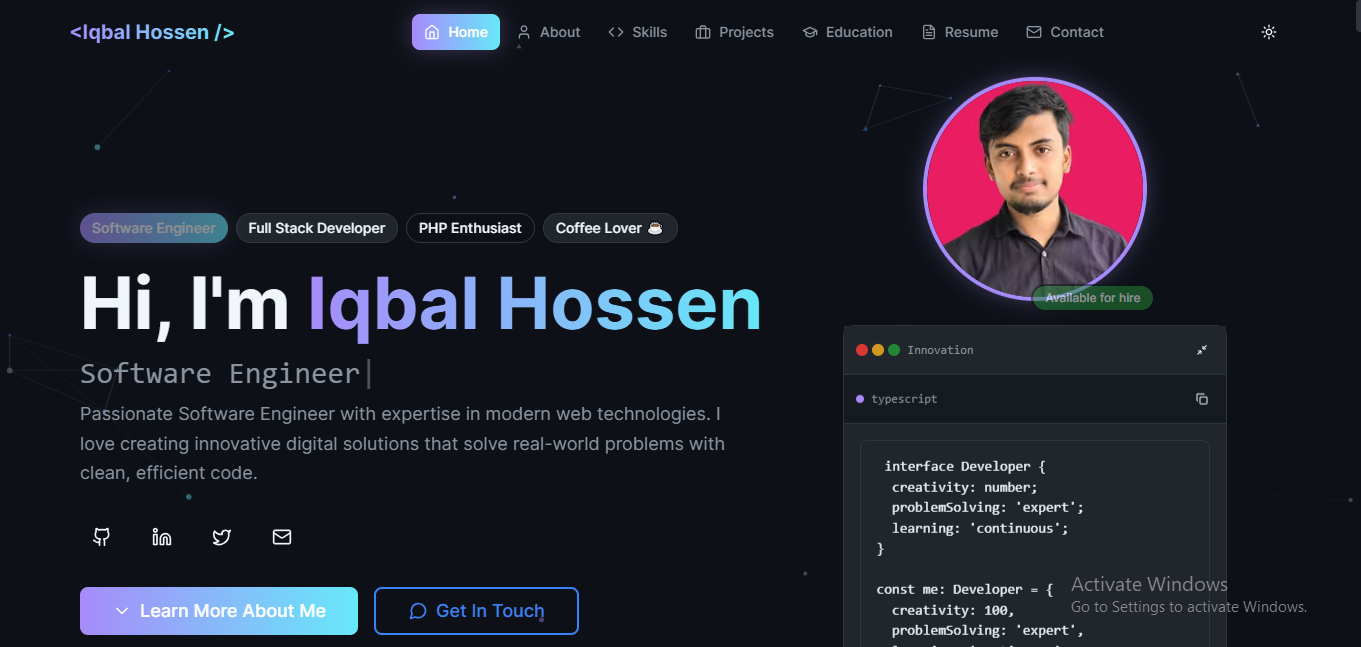 <Iqbal Hossen />
Home
About
Skills
Projects
Education
Resume
Contact
Software Engineer
Full Stack Developer
PHP Enthusiast
Coffee Lover ☕
Hi, I'm Iqbal Hossen
Software Engineer|
Passionate Software Engineer with expertise in modern web technologies. I
love creating innovative digital solutions that solve real-world problems with
clean, efficient code.
Learn More About Me
Get In Touch
Available for hire
Innovation
typescript
interface Developer {
creativity: number;
problemSolving: 'expert';
learning: 'continuous';
}
const me: Developer = {
creativity: 100,
problemSolving: 'expert',
Activate Windows
Go to Settings to activate Windows.